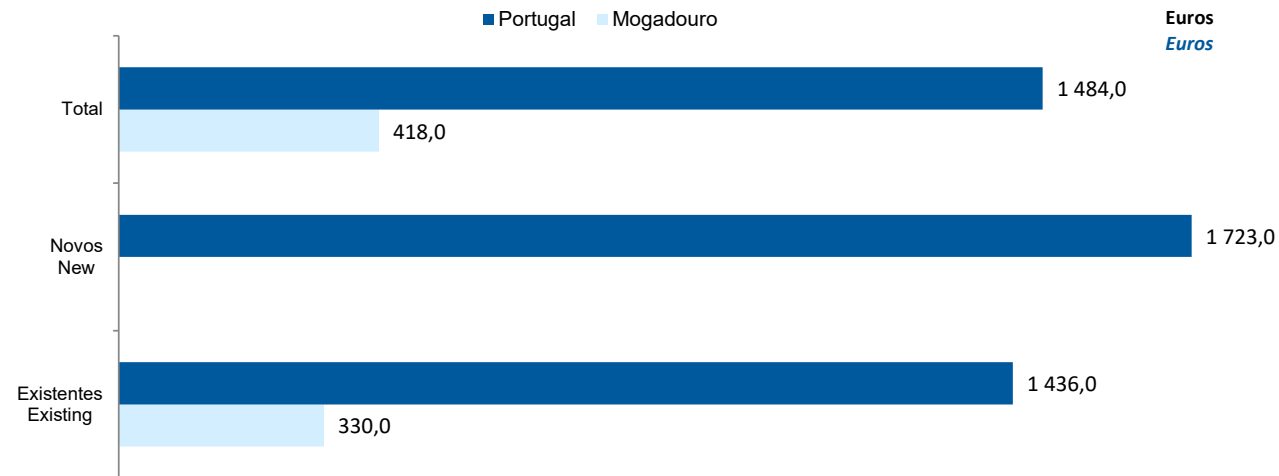 Portugal Mogadouro
Euros
Euros
Total
1 484,0
418,0
Novos
New
1 723,0
Existentes
Existing
1 436,0
330,0